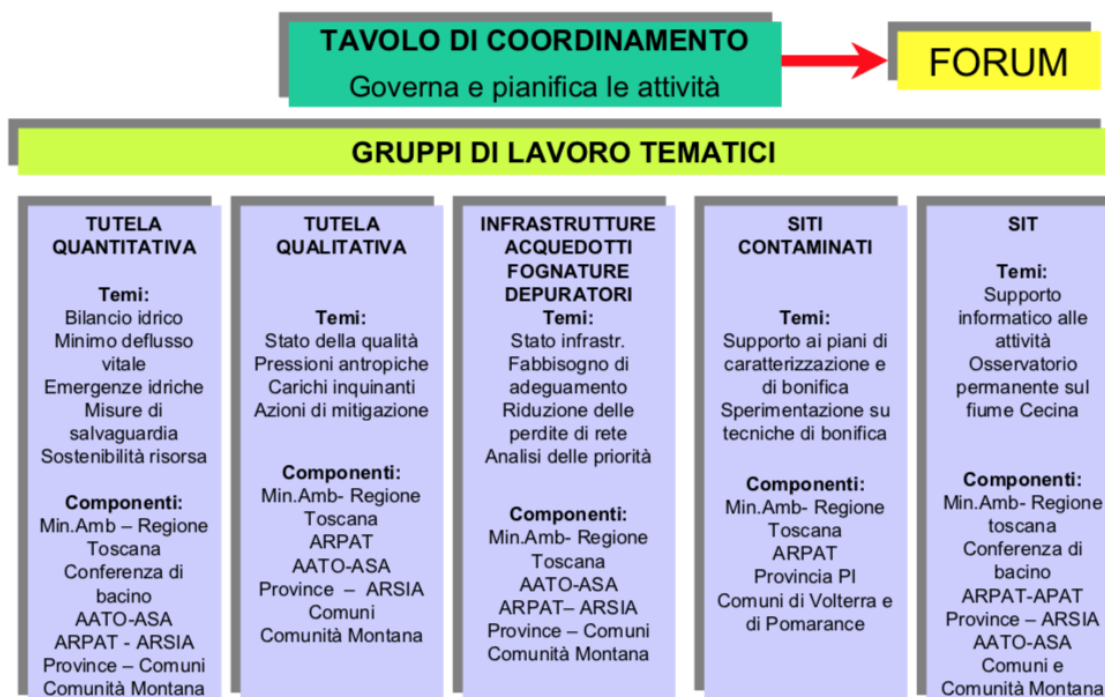 TAVOLO DI COORDINAMENTO
Governa e pianifica le attività
FORUM
GRUPPI DI LAVORO TEMATICI
TUTELA
QUANTITATIVA
Temi:
Bilancio idrico
Minimo deflusso
vitale
Emergenze idriche
Misure di
salvaguardia
Sostenibilità risorsa
Componenti:
Min.Amb – Regione
Toscana
Conferenza di
bacino
AATO-ASA
ARPAT - ARSIA
Province – Comuni
Comunità Montana
TUTELA
QUALITATIVA
Temi:
Stato della qualità
Pressioni antropiche
Carichi inquinanti
Azioni di mitigazione
Componenti:
Min.Amb- Regione
Toscana
ARPAT
AATO-ASA
Province – ARSIA
Comuni
Comunità Montana
INFRASTRUTTURE
ACQUEDOTTI
FOGNATURE
DEPURATORI
Temi:
Stato infrastr.
Fabbisogno di
adeguamento
Riduzione delle
perdite di rete
Analisi delle priorità
Componenti:
Min.Amb- Regione
Toscana
AATO-ASA
ARPAT– ARSIA
Province – Comuni
Comunità Montana
SITI
CONTAMINATI
Temi:
Supporto ai piani di
caratterizzazione e
di bonifica
Sperimentazione su
tecniche di bonifica
Componenti:
Min.Amb- Regione
Toscana
ARPAT
Provincia PI
Comuni di Volterra e
di Pomarance
SIT
Temi:
Supporto
informatico alle
attività
Osservatorio
permanente sul
fiume Cecina
Componenti:
Min.Amb- Regione
toscana
Conferenza di
bacino
ARPAT-APAT
Province – ARSIA
AATO-ASA
Comuni e
Comunità Montana